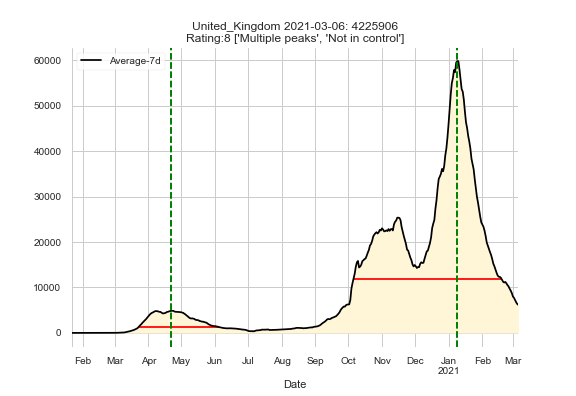 United_Kingdom 2021-03-06: 4225906
Rating:8 ['Multiple peaks', 'Not in control']
Average-7d
60000
50000
40000
30000
20000
10000
0
Feb Mar Apr May Jun Jul Aug Sep Oct Nov Dec Jan Feb Mar
2021
Date